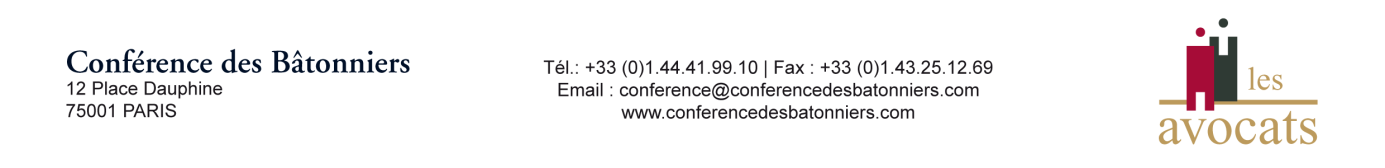 Conférence des Bâtonniers
12 Place Dauphine
75001 PARIS
Tél.: +33 (0)1.44.41.99.10 | Fax : +33 (0)1.43.25.12.69
Email : conference@conferencedesbatonniers.com
www.conferencedesbatonniers.com
les
avocats